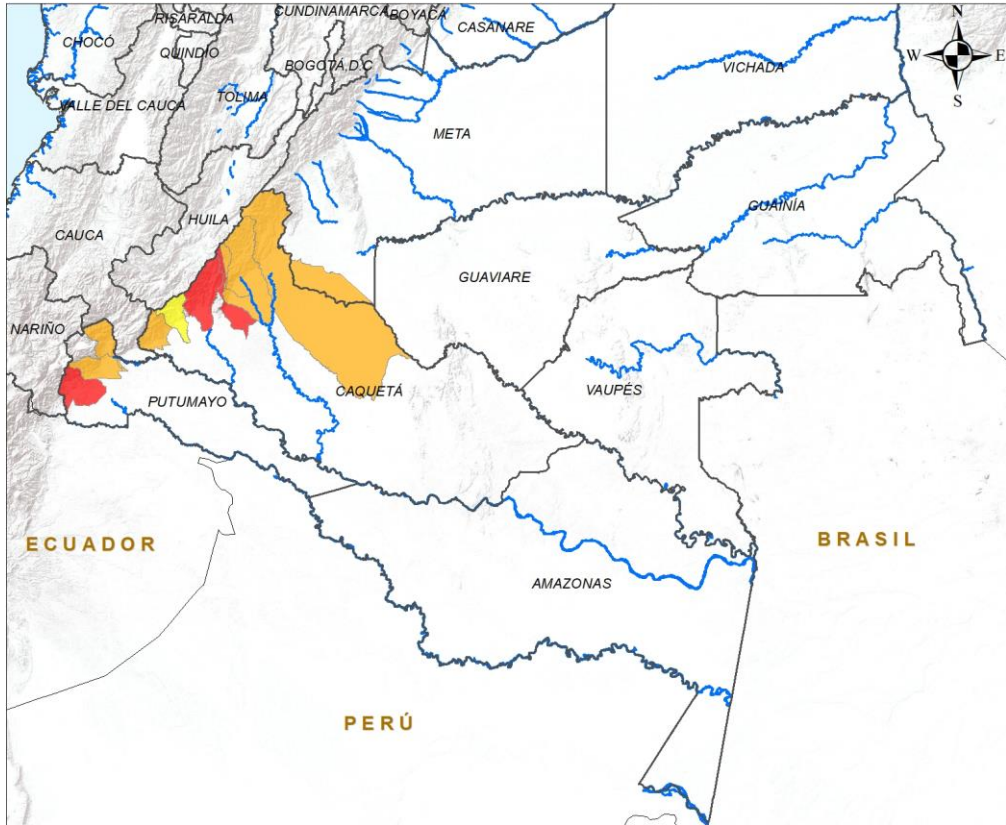 CUNDINAMARCA
BOYACÁ
RISARALDA
CASANARE
N
CHOCÓ
QUINDÍO
BOGOTÁ D.C
W
E
VICHADA
S
VALLE DEL CAUCA
TOLIMA
META
HUILA
GUAINÍA
CAUCA
GUAVIARE
NARIÑO
CAQUETÁ
VAUPÉS
PUTUMAYO
ECUADOR
BRASIL
AMAZONAS
PERÚ